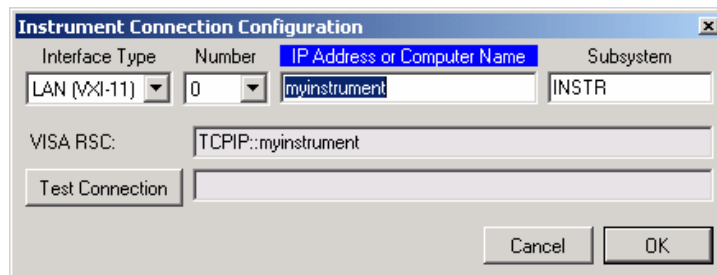 Instrument Connection Configuration
Interface Type Number IP Address or Computer Name Subsystem
LAN (VXI-11) 0 myinstrument INSTR
VISA RSC: TCPIP::myinstrument
Test Connection
Cancel OK